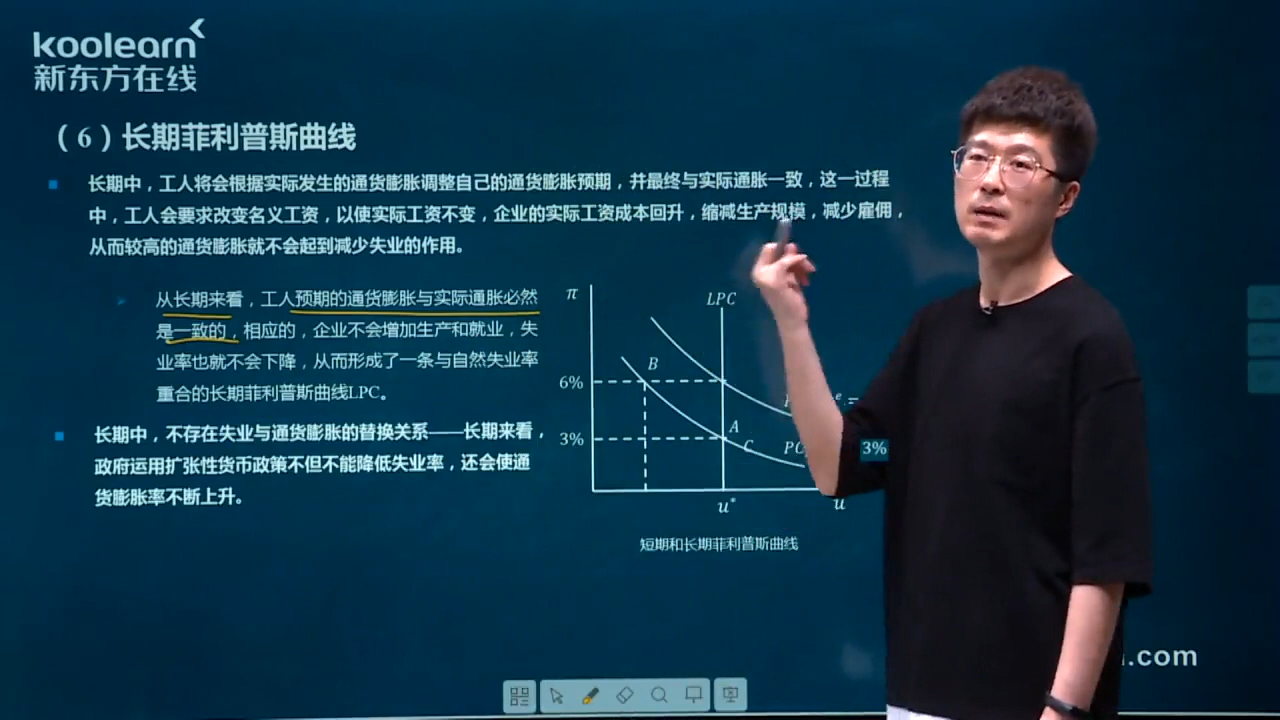 koolearn
新东方在线
（6）长期菲利普斯曲线
长期中，工人将会根据实际发生的通货膨胀调整自己的通货膨胀预期，并最终与实际通胀一致，这一过程
中，工人会要求改变名义工资，以使实际工资不变，企业的实际工资成本回升，缩减生产规模，减少雇佣，
从而较高的通货膨胀就不会起到减少失业的作用。
从长期来看，工人预期的通货膨胀与实际通胀必然
是一致的，相应的，企业不会增加生产和就业，失
业率也就不会下降，从而形成了一条与自然失业率
重合的长期菲利普斯曲线LPC。
长期中，不存在失业与通货膨胀的替换关系——长期来看，
政府运用扩张性货币政策不但不能降低失业率，还会使通
货膨胀率不断上升。
π
LPC
B
6%
e =
A
3%
C
PC
3%
u*
u
短期和长期菲利普斯曲线
.com